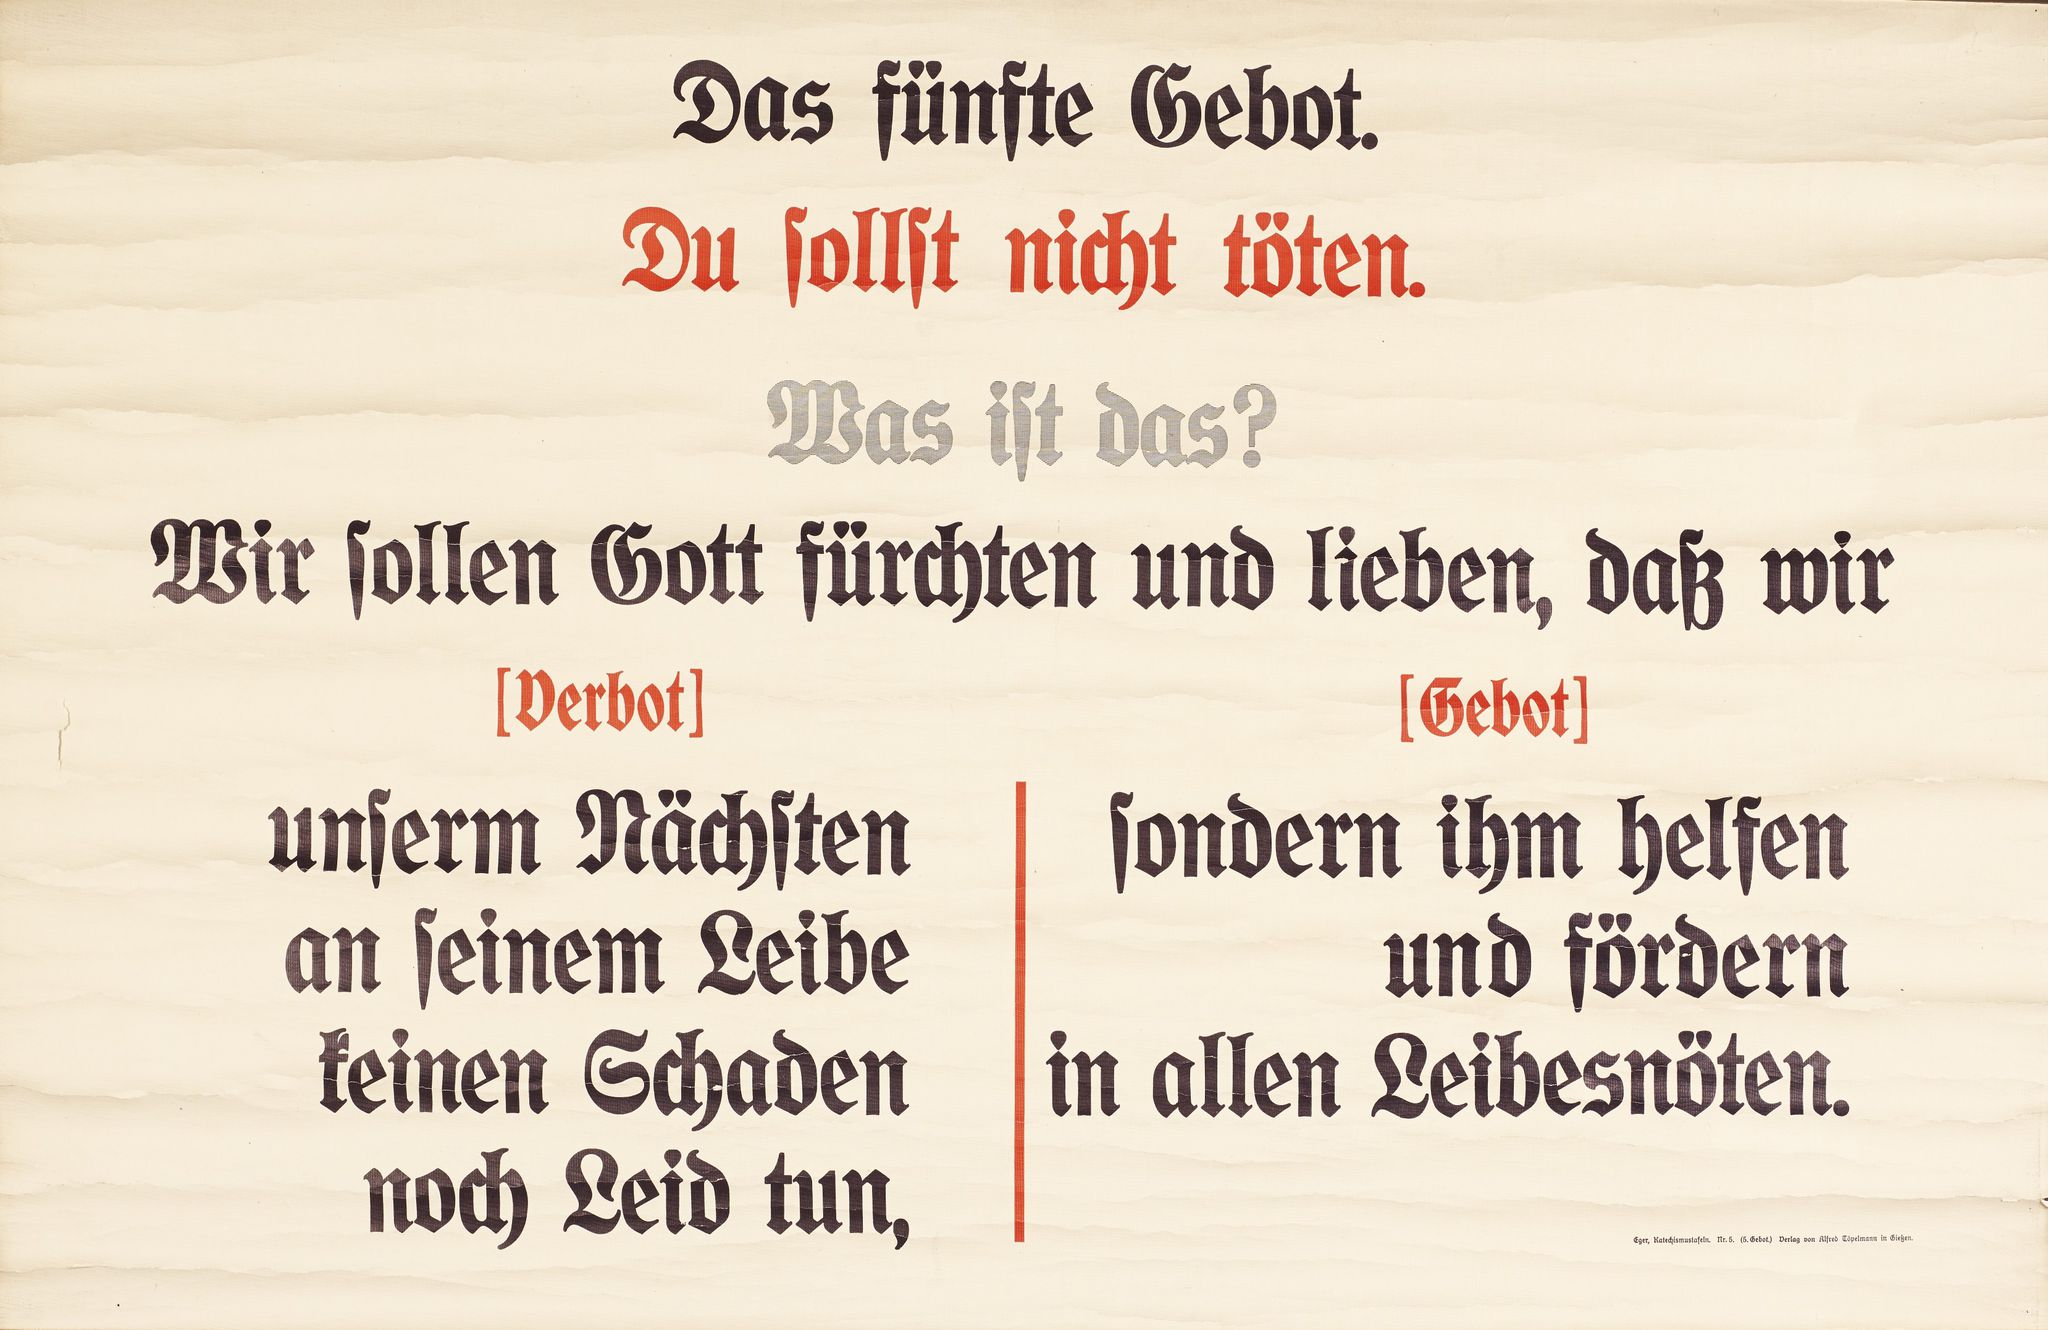 Das fünfte Gebot.
Du sollst nicht töten.
Was ist das?
Wir sollen Gott fürchten und lieben, daß wir
[Verbot]
unserm Nächsten
an seinem Leibe
keinen Schaden
noch Leid tun,
[Gebot]
sondern ihm helfen
und fördern
in allen Leibesnöten.
Eger, Katechismustafeln. Nr. 5. (5. Gebot.) Verlag von Alfred Töpelmann in Gießen.